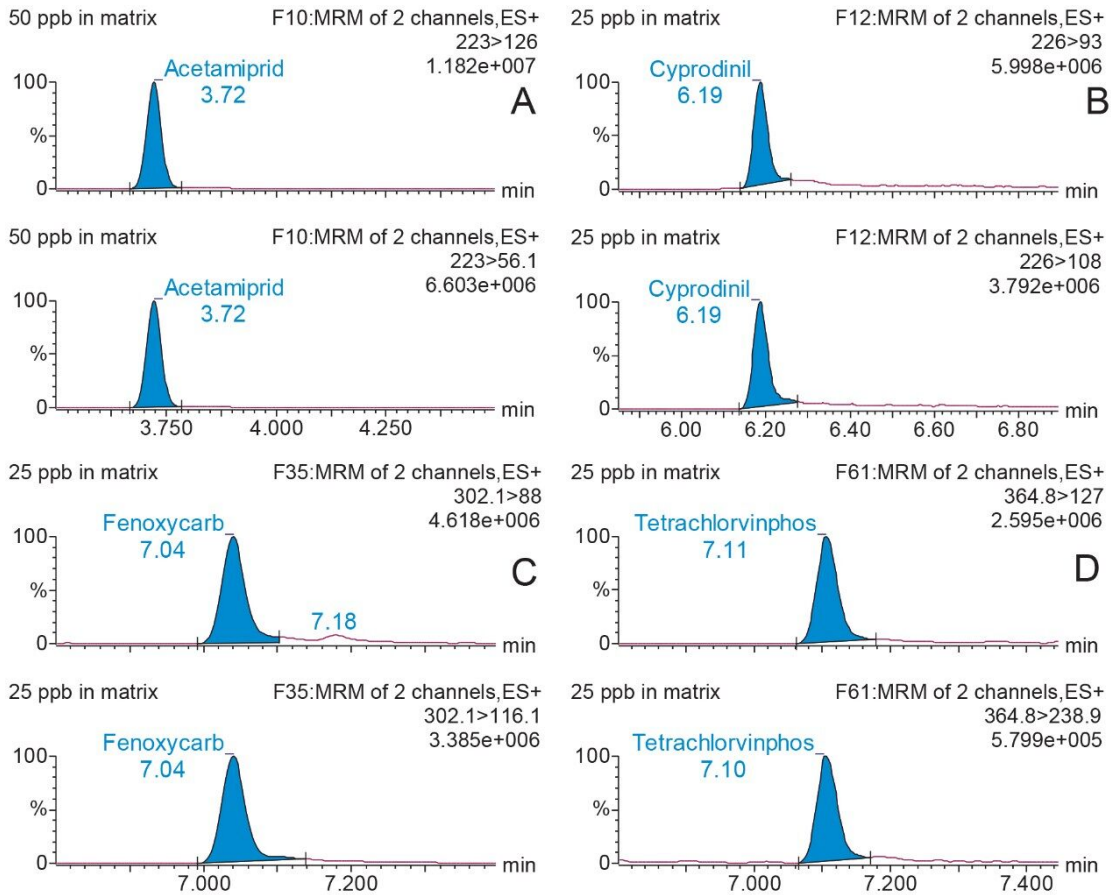 50 ppb in matrix
F10:MRM of 2 channels,ES+
223>126
1.182e+007
Acetamiprid
3.72
A
100
%
0
min
50 ppb in matrix
F10:MRM of 2 channels,ES+
223>56.1
6.603e+006
Acetamiprid
3.72
100
%
0
min
3.750 4.000 4.250
25 ppb in matrix
F12:MRM of 2 channels,ES+
226>93
5.998e+006
Cyprodinil
6.19
B
100
%
0
min
25 ppb in matrix
F12:MRM of 2 channels,ES+
226>108
3.792e+006
Cyprodinil
6.19
100
%
0
min
6.00 6.20 6.40 6.60 6.80
25 ppb in matrix
F35:MRM of 2 channels,ES+
302.1>88
4.618e+006
Fenoxycarb
7.04
C
100
%
7.18
0
min
25 ppb in matrix
F35:MRM of 2 channels,ES+
302.1>116.1
3.385e+006
Fenoxycarb
7.04
100
%
0
min
7.000 7.200
25 ppb in matrix
F61:MRM of 2 channels,ES+
364.8>127
2.595e+006
Tetrachlorvinphos
7.11
D
100
%
0
min
25 ppb in matrix
F61:MRM of 2 channels,ES+
364.8>238.9
5.799e+005
Tetrachlorvinphos
7.10
100
%
0
min
7.000 7.200 7.400